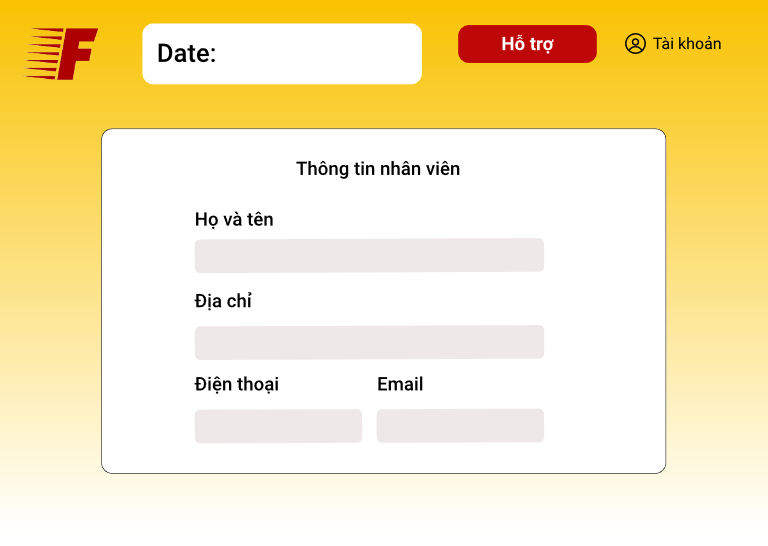 F
Date:
Hỗ trợ
Tài khoản
Thông tin nhân viên
Họ và tên
Địa chỉ
Điện thoại
Email